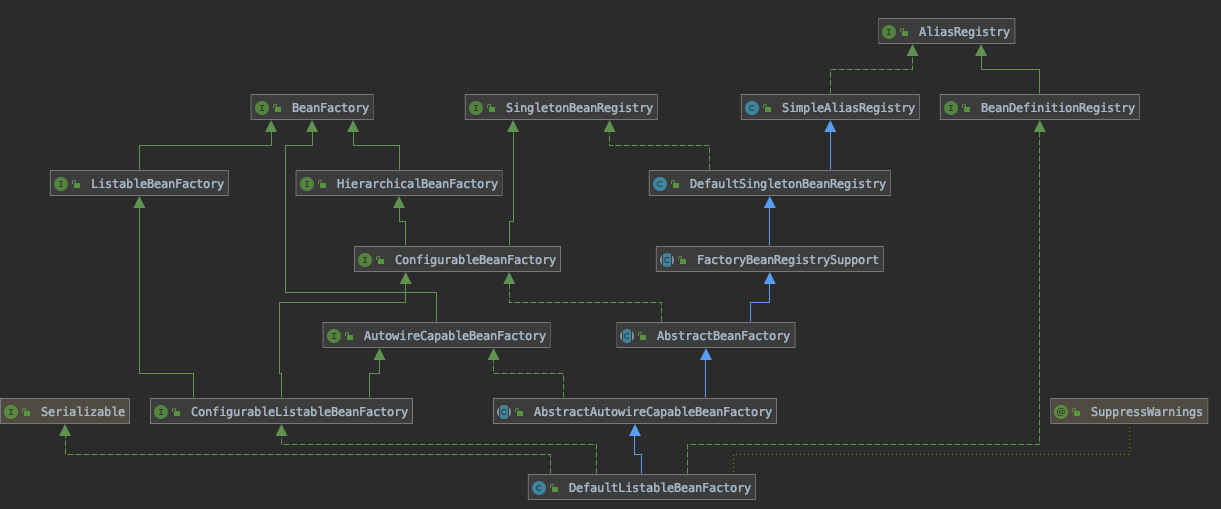 AliasRegistry
BeanFactory
SingletonBeanRegistry
SimpleAliasRegistry
BeanDefinitionRegistry
ListableBeanFactory
HierarchicalBeanFactory
DefaultSingletonBeanRegistry
ConfigurableBeanFactory
FactoryBeanRegistrySupport
AutowireCapableBeanFactory
AbstractBeanFactory
Serializable
ConfigurableListableBeanFactory
AbstractAutowireCapableBeanFactory
SuppressWarnings
DefaultListableBeanFactory